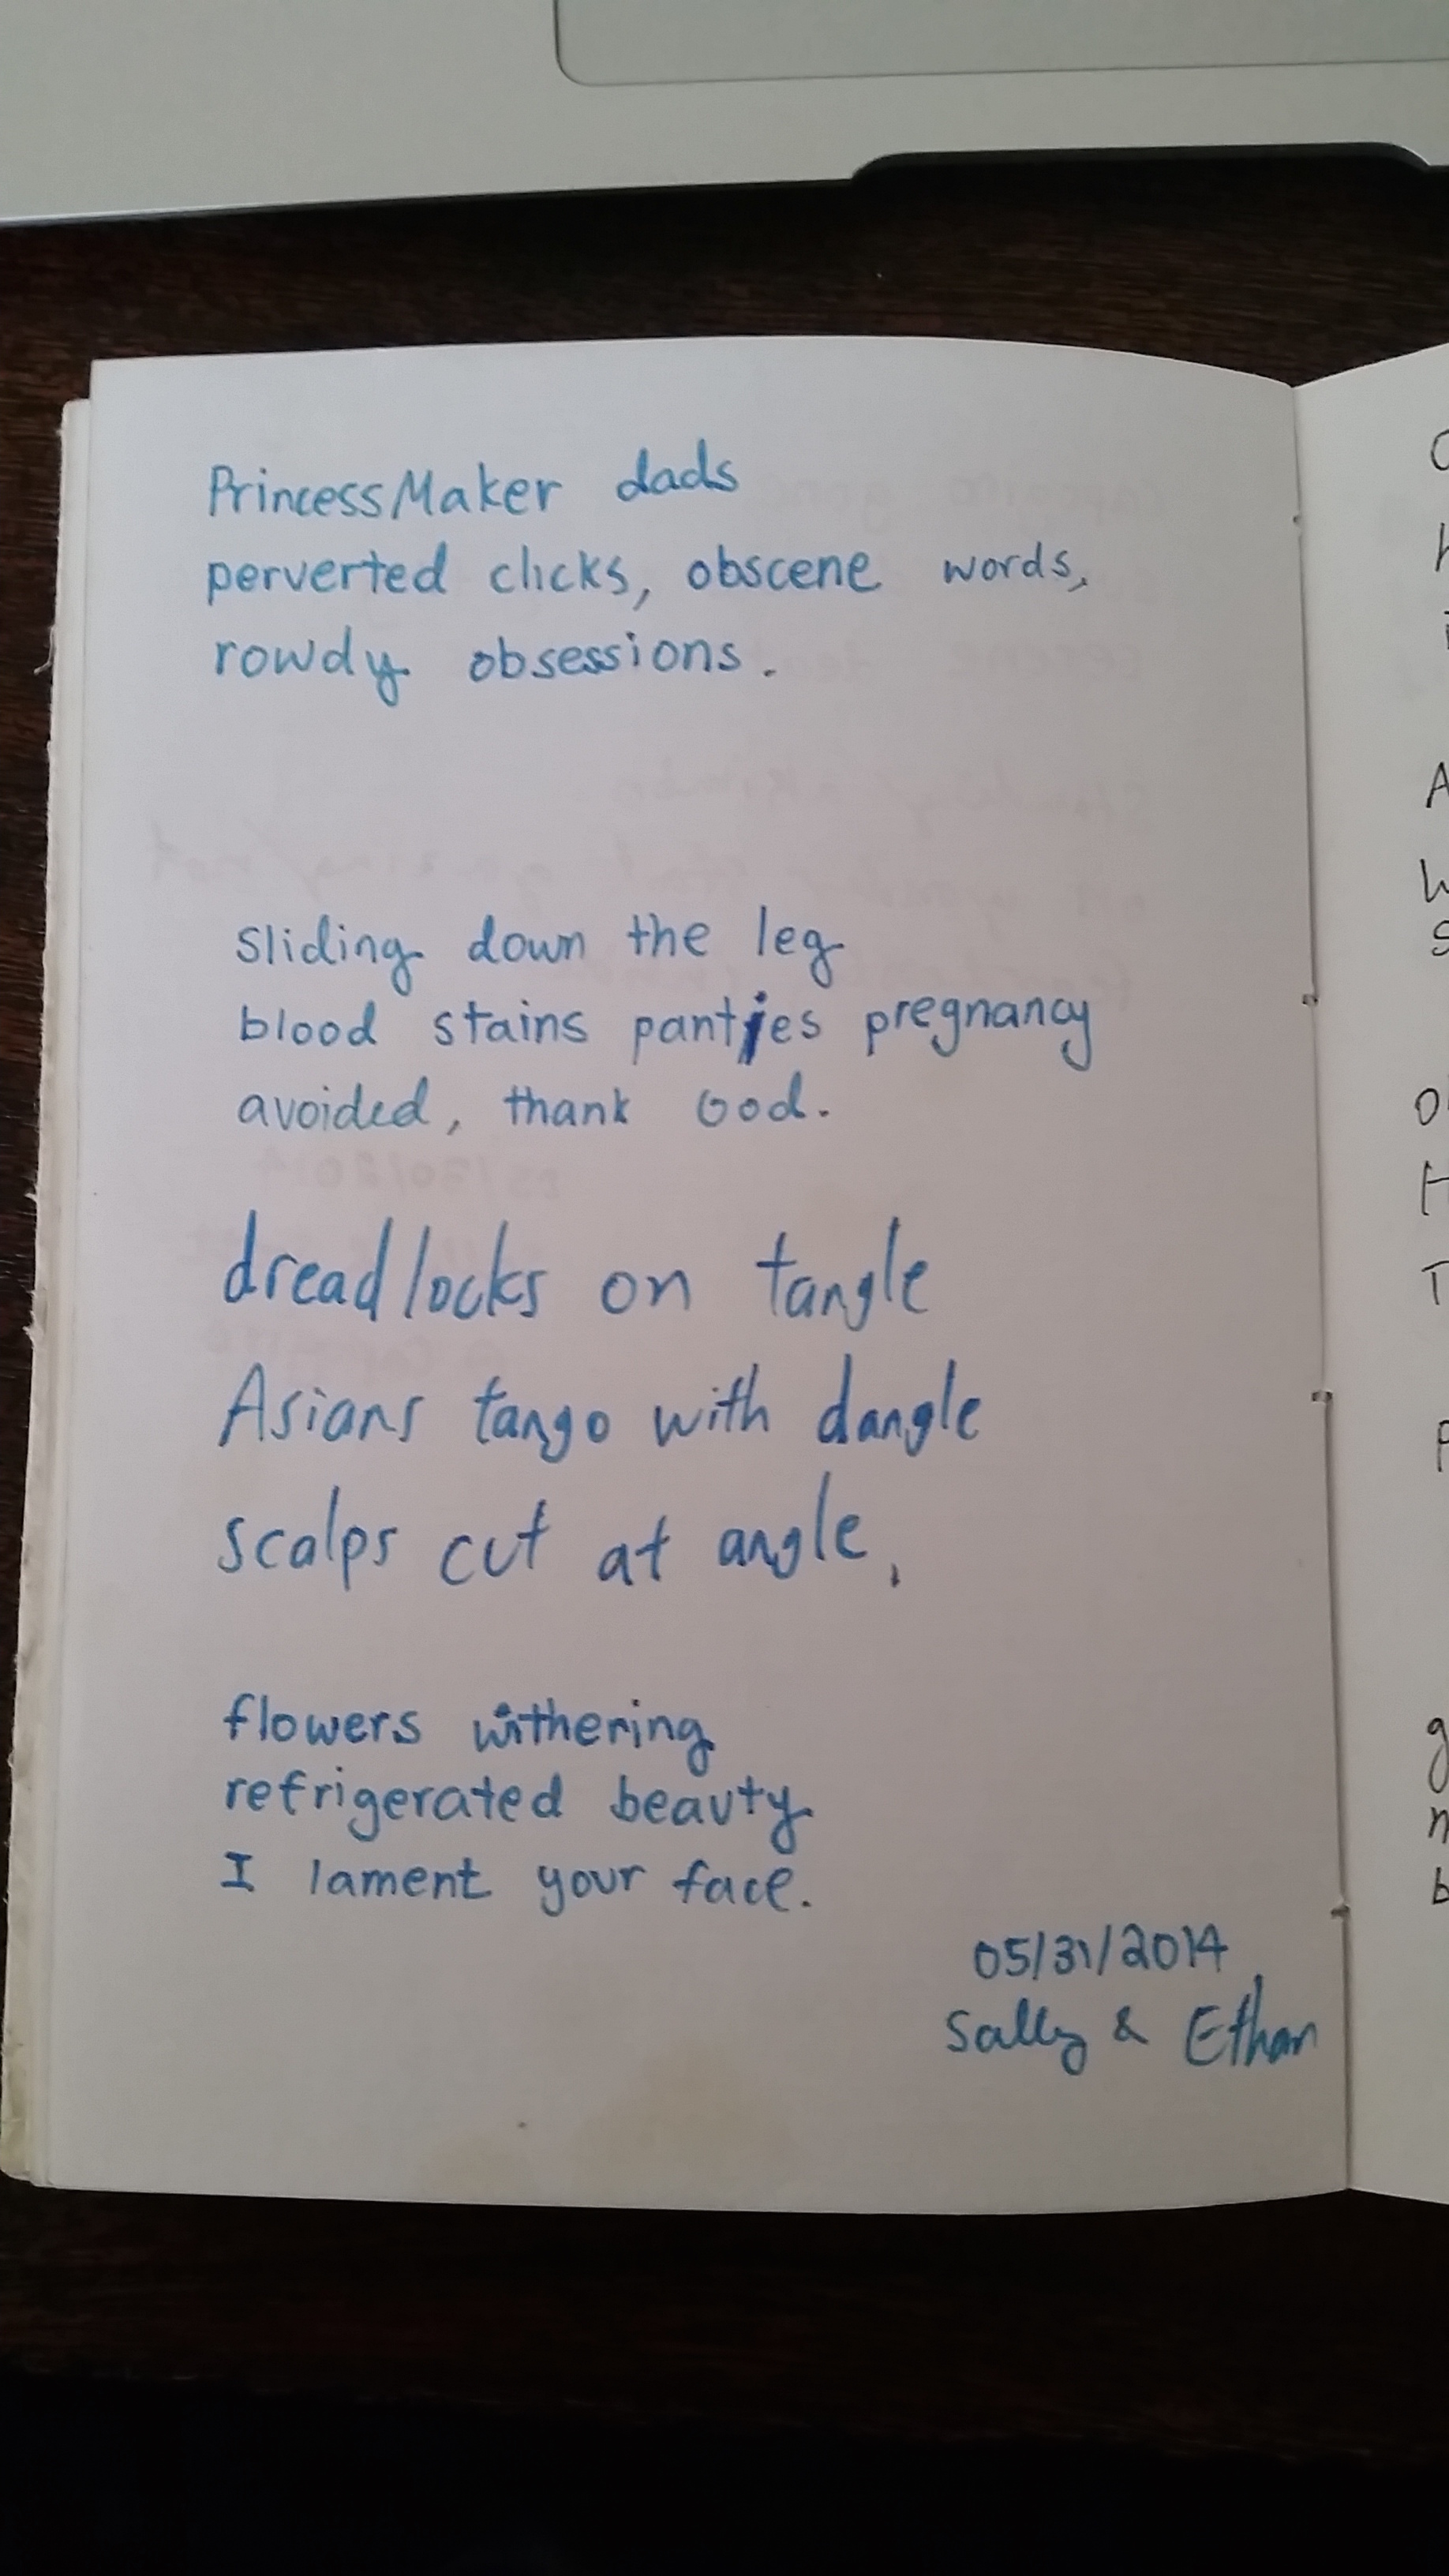 PrincessMaker dads
perverted clicks, obscene words,
rowdy obsessions.
sliding down the leg
blood stains panties pregnancy
avoided, thank God.
dreadlocks on tangle
Asians tango with dangle
scalps cut at angle.
flowers withering
refrigerated beauty
I lament your face.
05/31/2014
Sally & Ethan